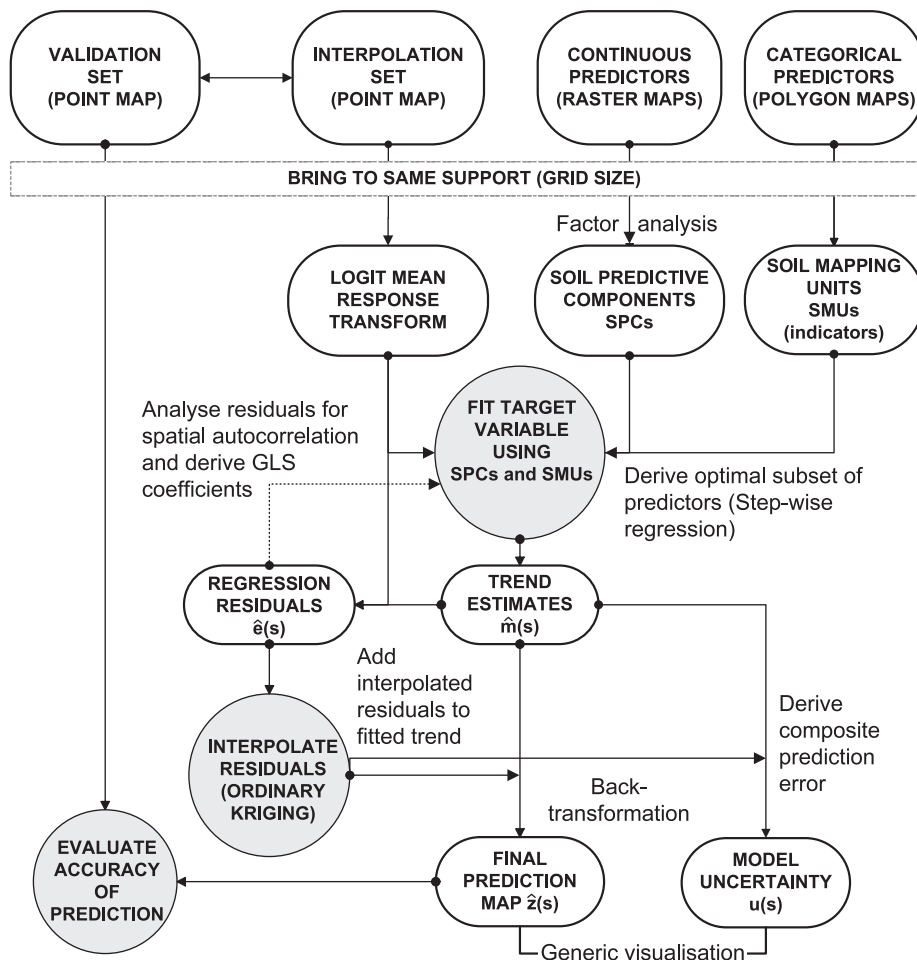 VALIDATION
SET
(POINT MAP)
INTERPOLATION
SET
(POINT MAP)
CONTINUOUS
PREDICTORS
(RASTER MAPS)
CATEGORICAL
PREDICTORS
(POLYGON MAPS)
BRING TO SAME SUPPORT (GRID SIZE)
Factor analysis
LOGIT MEAN
RESPONSE
TRANSFORM
SOIL PREDICTIVE
COMPONENTS
SPCs
SOIL MAPPING
UNITS
SMUs
(indicators)
Analyse residuals for
spatial autocorrelation
and derive GLS
coefficients
FIT TARGET
VARIABLE
USING
SPCs and SMUs
Derive optimal subset of
predictors (Step-wise
regression)
REGRESSION
RESIDUALS
ê(s)
TREND
ESTIMATES
m̂(s)
Add
interpolated
residuals to
fitted trend
Derive
composite
prediction
error
INTERPOLATE
RESIDUALS
(ORDINARY
KRIGING)
Back-
transformation
EVALUATE
ACCURACY
OF
PREDICTION
FINAL
PREDICTION
MAP ẑ(s)
MODEL
UNCERTAINTY
u(s)
Generic visualisation